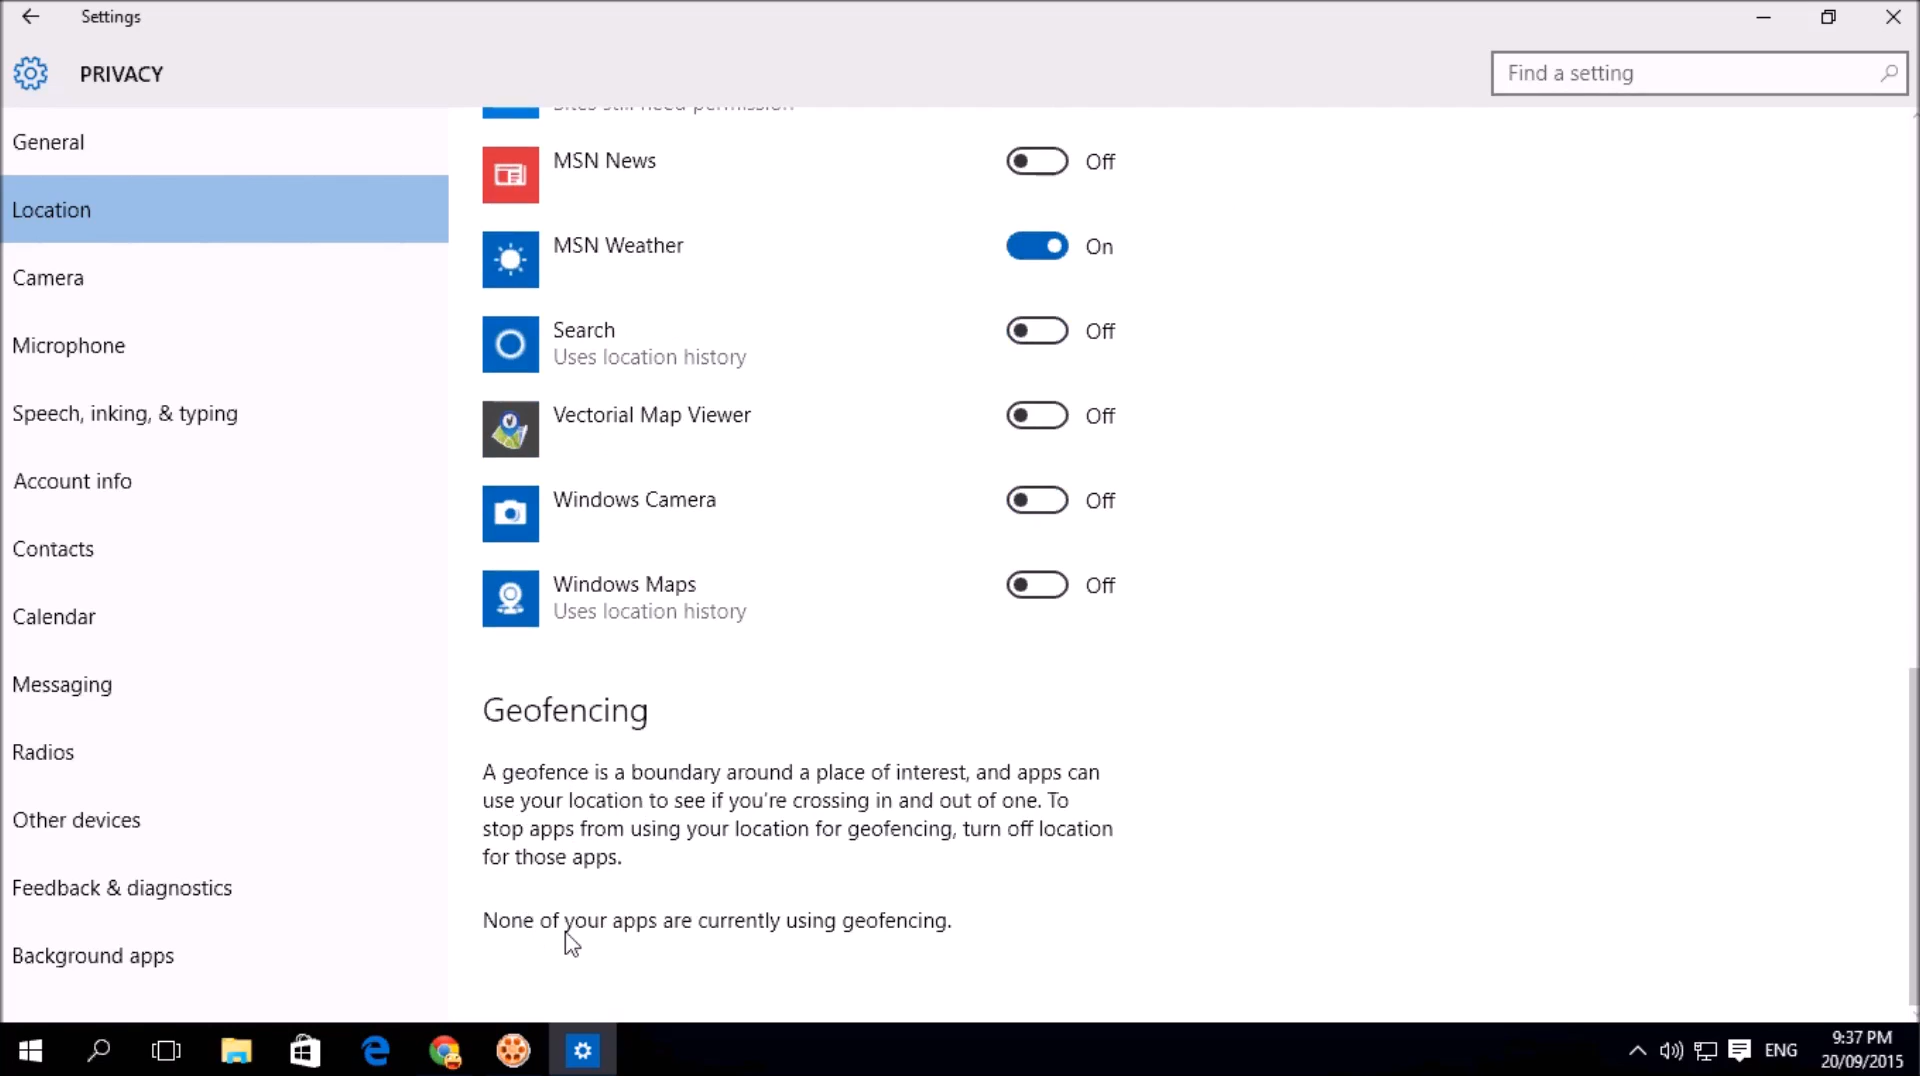 Settings
PRIVACY
Find a setting
General
Location
Camera
Microphone
Speech, inking, & typing
Account info
Contacts
Calendar
Messaging
Radios
Other devices
Feedback & diagnostics
Background apps
Sites still need permission
MSN News
Off
MSN Weather
On
Search
Uses location history
Off
Vectorial Map Viewer
Off
Windows Camera
Off
Windows Maps
Uses location history
Off
Geofencing
A geofence is a boundary around a place of interest, and apps can
use your location to see if you're crossing in and out of one. To
stop apps from using your location for geofencing, turn off location
for those apps.
None of your apps are currently using geofencing.
ENG
9:37 PM
20/09/2015